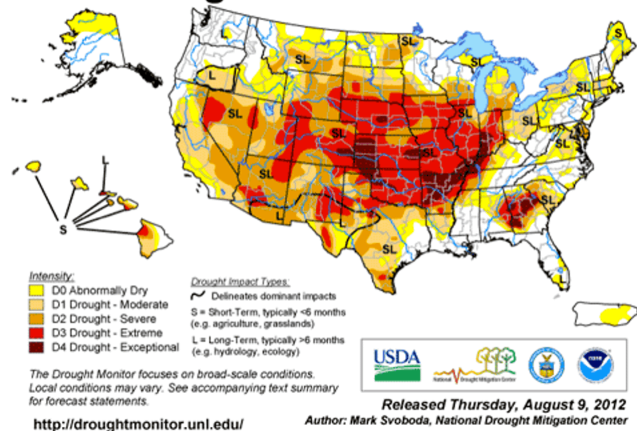 S
L
SL
SL
SL
S
L
SL
SL
SL
SL
SL
SL
SL
SL
SL
SL
L
L
SL
L
L
S
Intensity:
D0 Abnormally Dry
D1 Drought - Moderate
D2 Drought - Severe
D3 Drought - Extreme
D4 Drought - Exceptional
Drought Impact Types:
Delineates dominant impacts
S = Short-Term, typically <6 months
(e.g. agriculture, grasslands)
L = Long-Term, typically >6 months
(e.g. hydrology, ecology)
The Drought Monitor focuses on broad-scale conditions.
Local conditions may vary. See accompanying text summary
for forecast statements.
http://droughtmonitor.unl.edu/
USDA
National Drought Mitigation Center
Released Thursday, August 9, 2012
Author: Mark Svoboda, National Drought Mitigation Center